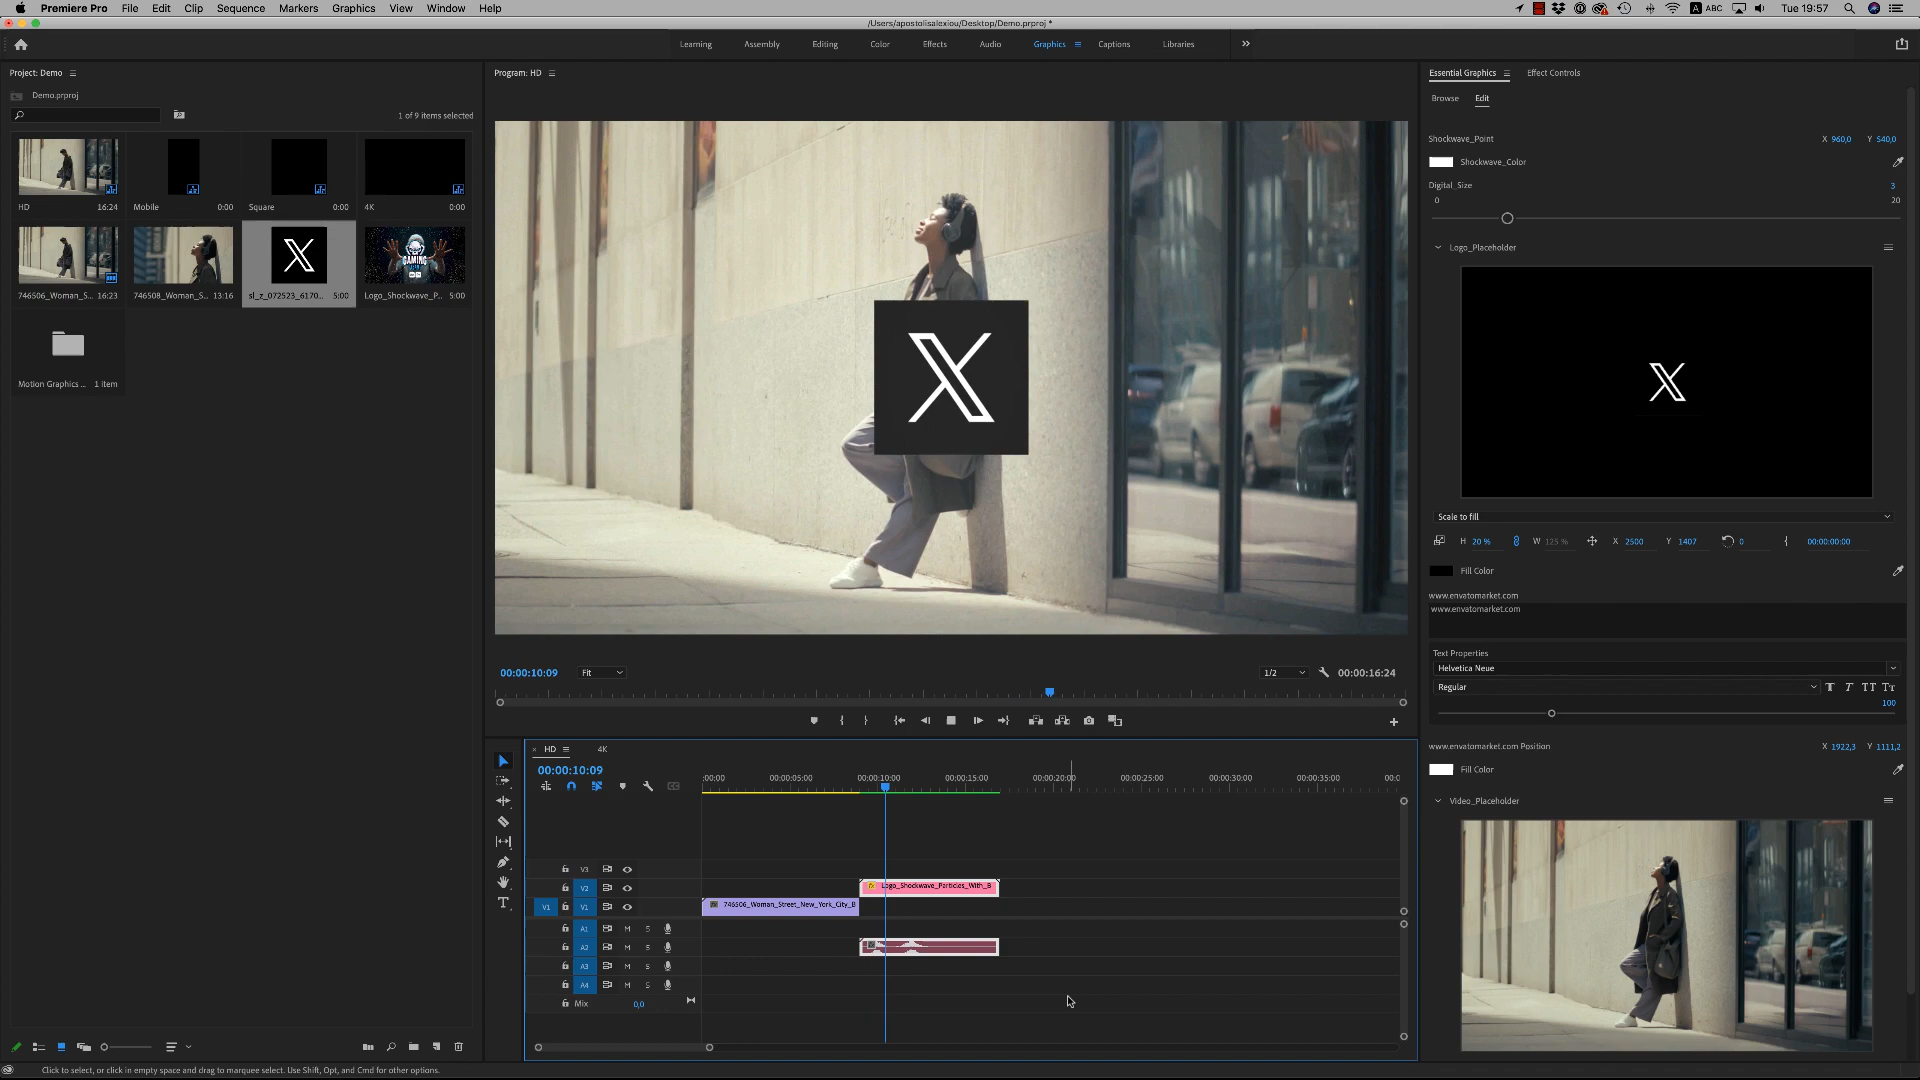 Premiere Pro File Edit Clip Sequence Markers Graphics View Window Help
A ABC Tue 19:57
/Users/apostolisalexiou/Desktop/Demo.prproj *
Learning Assembly Editing Color Effects Audio Graphics Captions Libraries
Project: Demo
Demo.prproj
1 of 9 items selected
HD 16:24
Mobile 0:00
Square 0:00
4K 0:00
GAMING
746506_Woman_S... 16:23
746508_Woman_S... 13:16
sl_z_072523_6170... 5:00
Logo_Shockwave_P... 5:00
Motion Graphics ... 1 item
Program: HD
X
00:00:10:09
Fit
1/2
00:00:16:24
HD
4K
00:00:10:09
:00:00 00:00:05:00 00:00:10:00 00:00:15:00 00:00:20:00 00:00:25:00 00:00:30:00 00:00:35:00 00:0
V3
V2 Logo_Shockwave_Particles_With_B
V1 V1 746506_Woman_Street_New_York_City_B
A1 M S
A2 M S
A3 M S
A4 M S
Mix 0,0
Essential Graphics Effect Controls
Browse Edit
Shockwave_Point X 960,0 Y 540,0
Shockwave_Color
Digital_Size 3
0 20
Logo_Placeholder
X
Scale to fill
H 20 % W 125 % X 2500 Y 1407 0 00:00:00:00
Fill Color
www.envatomarket.com
www.envatomarket.com
Text Properties
Helvetica Neue
Regular T T TT Tt
100
www.envatomarket.com Position X 1922,3 Y 1111,2
Fill Color
Video_Placeholder
Click to select, or click in empty space and drag to marquee select. Use Shift, Opt, and Cmd for other options.